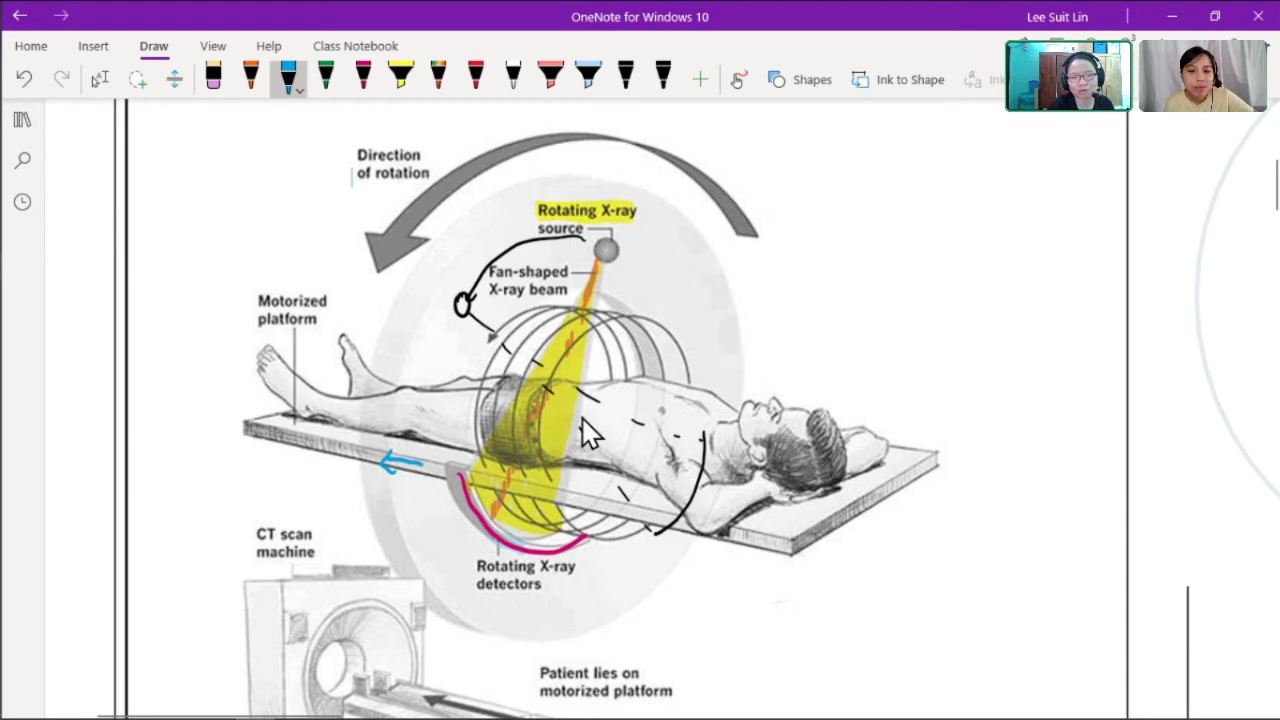 OneNote for Windows 10
Lee Suit Lin
Home
Insert
Draw
View
Help
Class Notebook
Shapes
Ink to Shape
Ink
Direction
of rotation
Rotating X-ray
source
Fan-shaped
X-ray beam
Motorized
platform
CT scan
machine
Rotating X-ray
detectors
Patient lies on
motorized platform